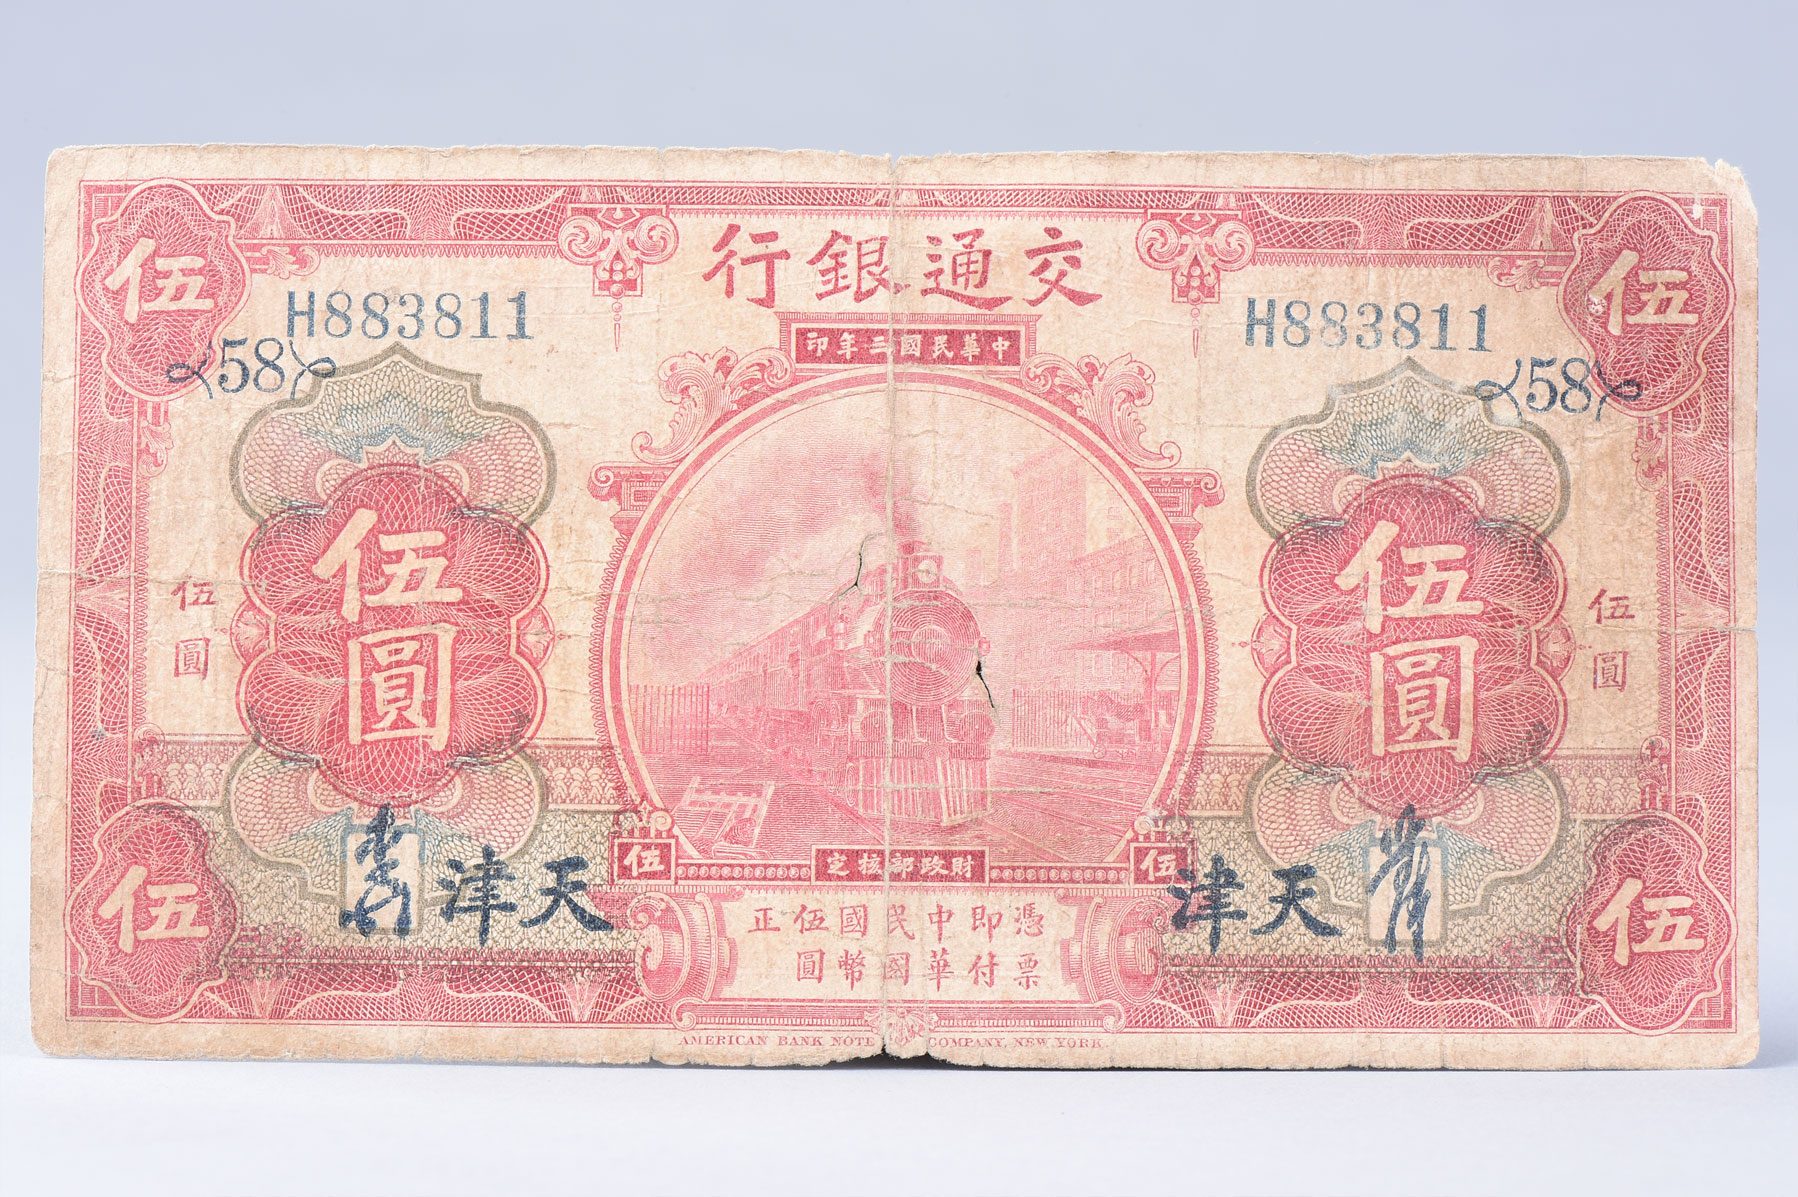 交通銀行
伍
伍
H883811
H883811
58
58
中華民國三年印
伍圓
伍圓
伍圓
伍圓
天津
天津
伍
財政部核定
伍
憑票即付中華民國國幣伍圓正
伍
伍
AMERICAN BANK NOTE COMPANY, NEW YORK.